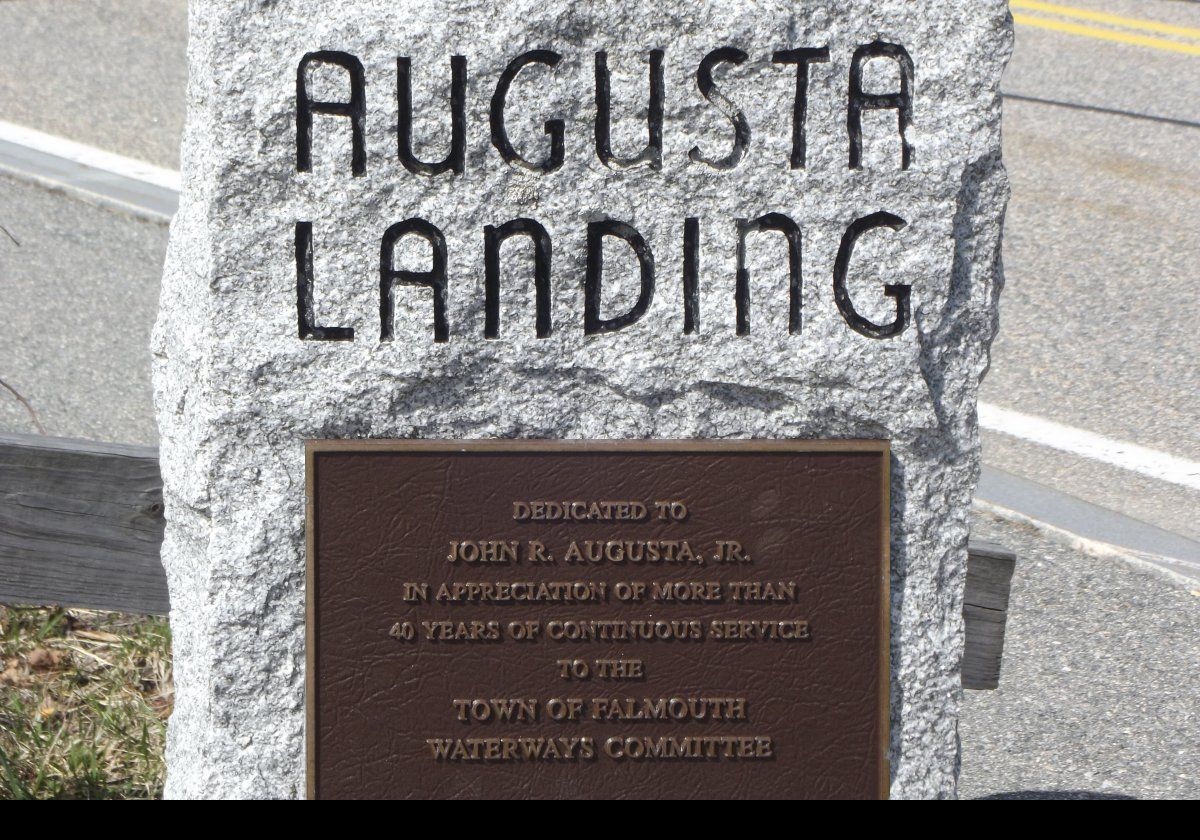 AUGUSTA
LANDING
DEDICATED TO
JOHN R. AUGUSTA, JR.
IN APPRECIATION OF MORE THAN
40 YEARS OF CONTINUOUS SERVICE
TO THE
TOWN OF FALMOUTH
WATERWAYS COMMITTEE